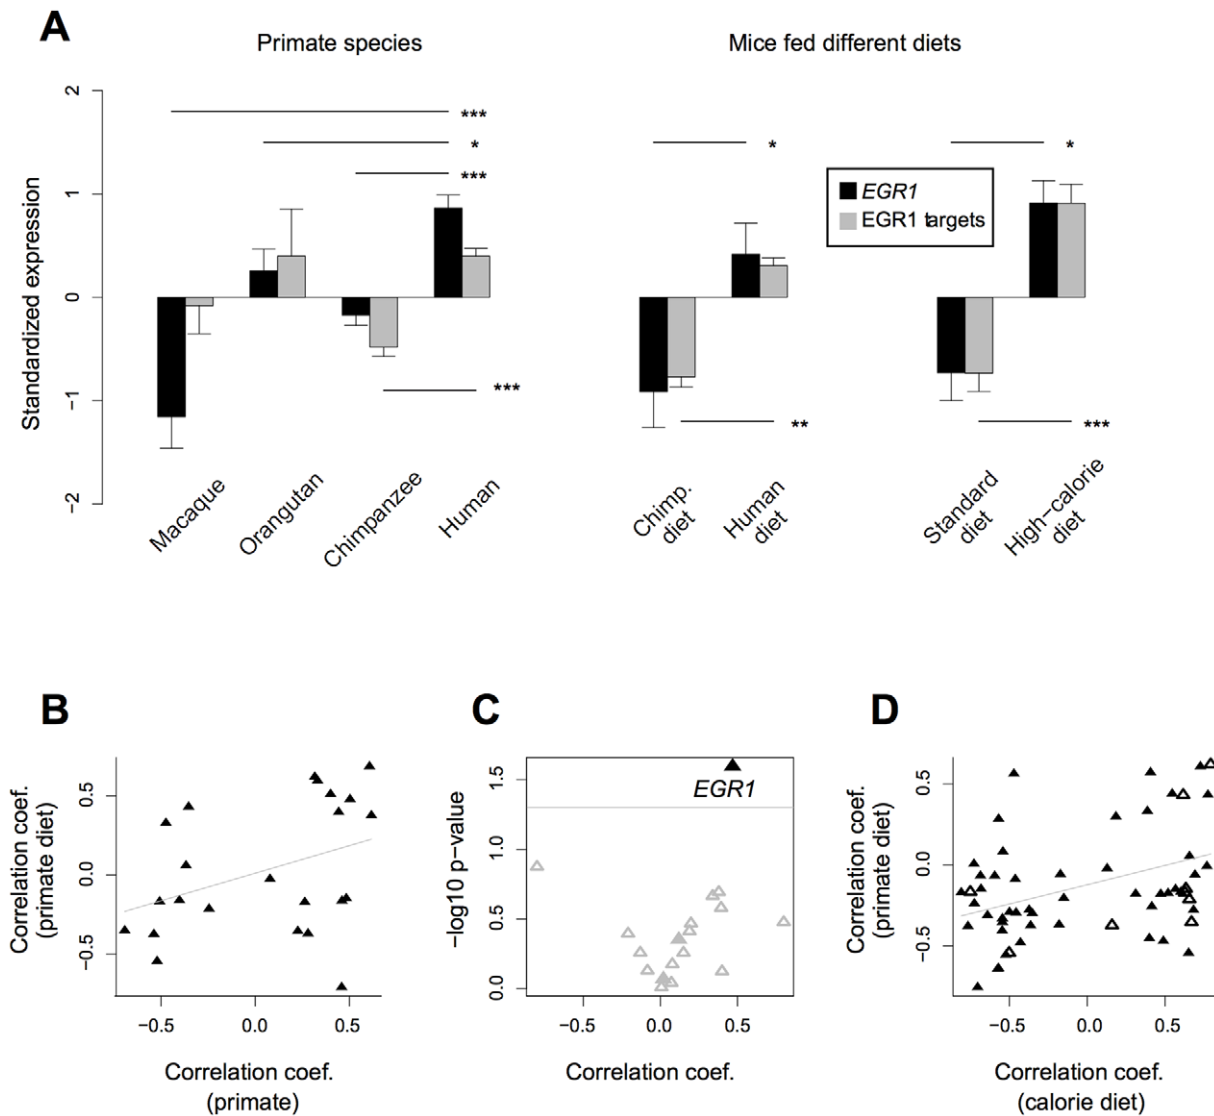 A
Primate species
Mice fed different diets
Standardized expression
2
1
0
−1
−2
***
*
***
***
*
**
*
***
EGR1
EGR1 targets
Macaque
Orangutan
Chimpanzee
Human
Chimp.
diet
Human
diet
Standard
diet
High−calorie
diet
B
Correlation coef.
(primate diet)
0.5
0.0
−0.5
−0.5
0.0
0.5
Correlation coef.
(primate)
C
−log10 p−value
1.5
1.0
0.5
0.0
EGR1
−0.5
0.0
0.5
Correlation coef.
D
Correlation coef.
(primate diet)
0.5
0.0
−0.5
−0.5
0.0
0.5
Correlation coef.
(calorie diet)